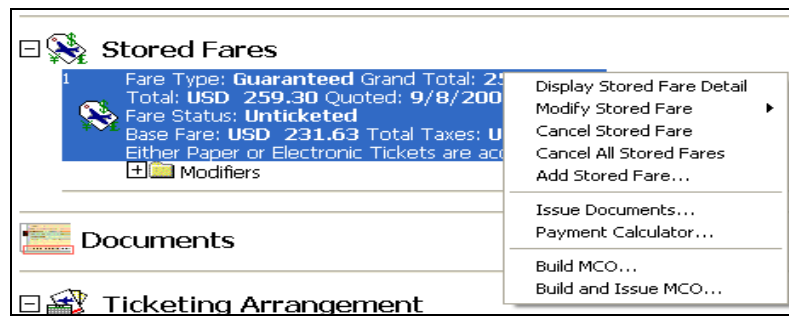 Stored Fares
1 Fare Type: Guaranteed Grand Total:
Total: USD 259.30 Quoted:
Fare Status: Unticketed
Base Fare: USD 231.63 Total Taxes:
Either Paper or Electronic Tickets are
Modifiers
Documents
Ticketing Arrangement
Display Stored Fare Detail
Modify Stored Fare
Cancel Stored Fare
Cancel All Stored Fares
Add Stored Fare...
Issue Documents...
Payment Calculator...
Build MCO...
Build and Issue MCO...